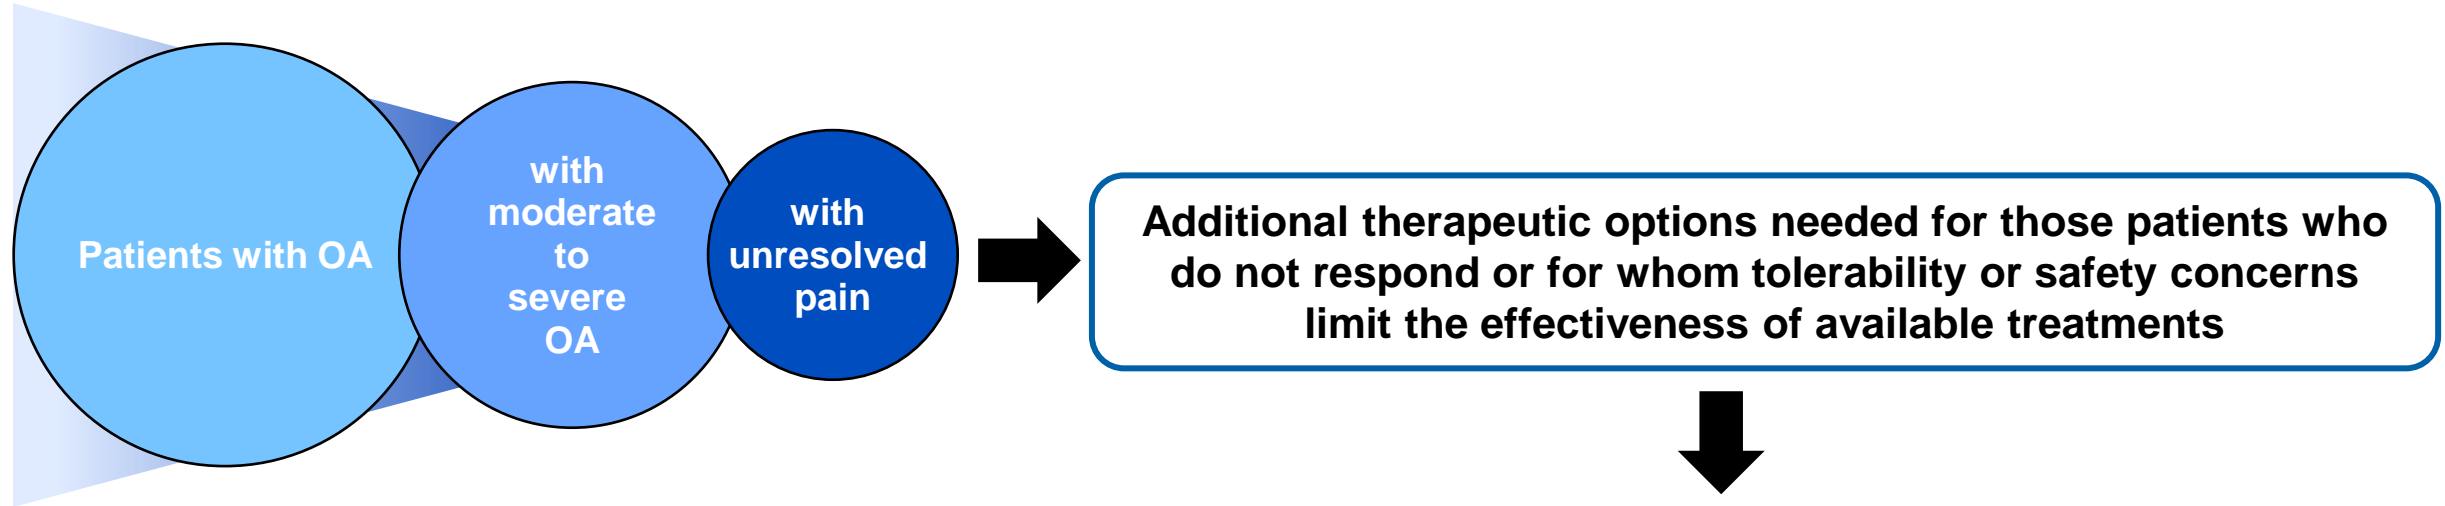 Patients with OA
with
moderate
to
severe
OA
with
unresolved
pain
Additional therapeutic options needed for those patients who
do not respond or for whom tolerability or safety concerns
limit the effectiveness of available treatments